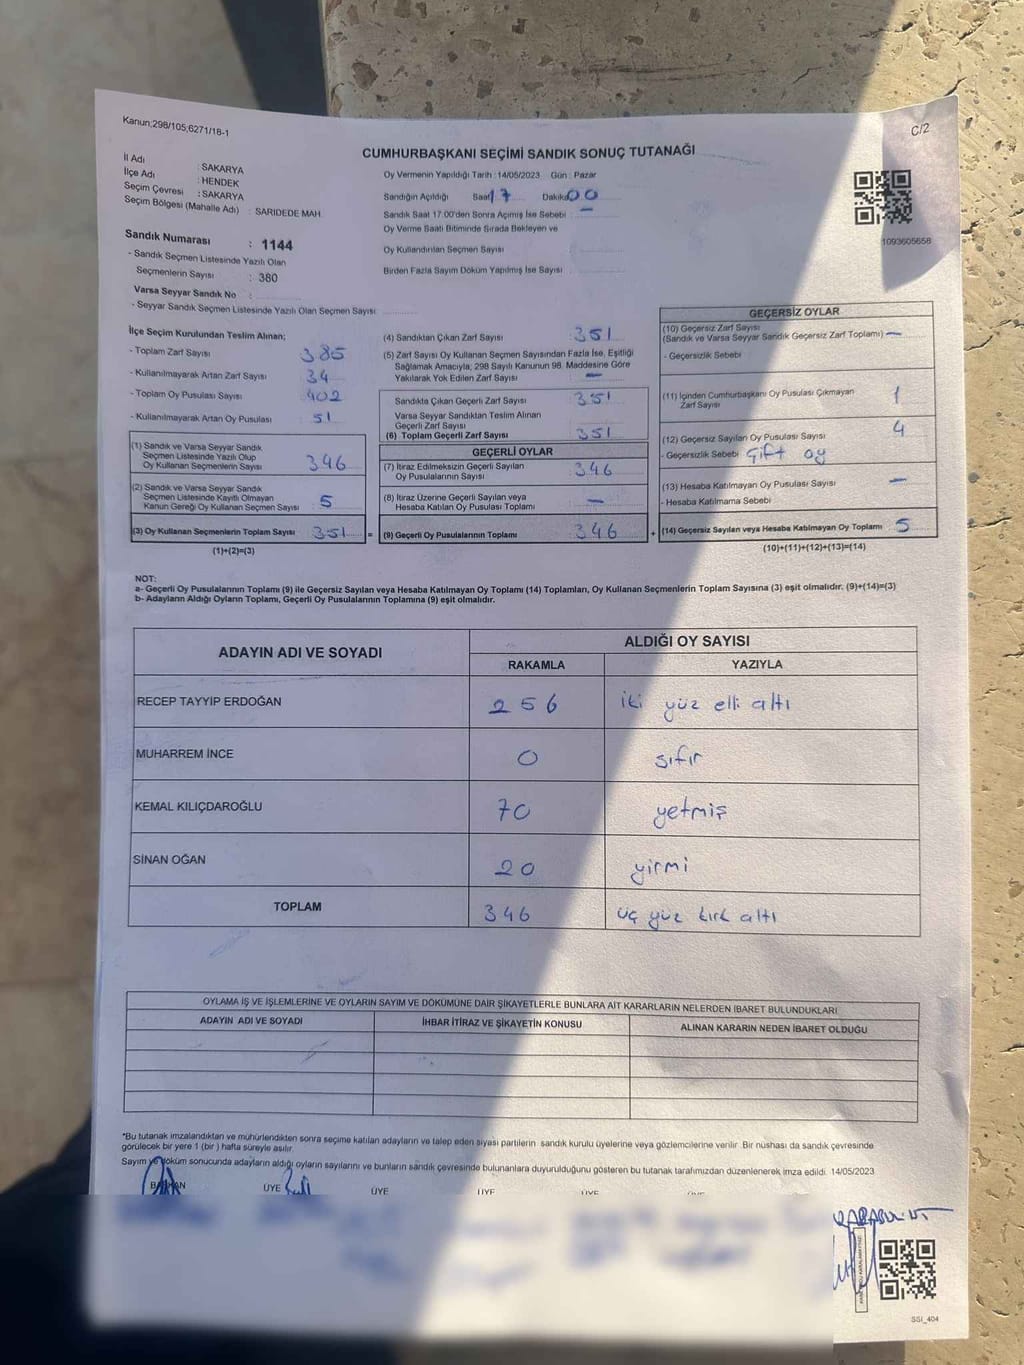 Kanun;298/105;6271/18-1
C/2
CUMHURBAŞKANI SEÇİMİ SANDIK SONUÇ TUTANAĞI
İl Adı : SAKARYA
İlçe Adı : HENDEK
Seçim Çevresi : SAKARYA
Seçim Bölgesi (Mahalle Adı) : SARIDEDE MAH.
Oy Vermenin Yapıldığı Tarih : 14/05/2023 Gün : Pazar
Sandığın Açıldığı Saat 17 Dakika 00
Sandık Saat 17.00'den Sonra Açımış İse Sebebi : —
Oy Verme Saati Bitiminde Sırada Bekleyen ve
Oy Kullandırılan Seçmen Sayısı :
Birden Fazla Sayım Döküm Yapılmış İse Sayısı :
1093605658
Sandık Numarası : 1144
- Sandık Seçmen Listesinde Yazılı Olan
Seçmenlerin Sayısı : 380
Varsa Seyyar Sandık No :
- Seyyar Sandık Seçmen Listesinde Yazılı Olan Seçmen Sayısı
İlçe Seçim Kurulundan Teslim Alınan;
- Toplam Zarf Sayısı 385
- Kullanılmayarak Artan Zarf Sayısı 34
- Toplam Oy Pusulası Sayısı 402
- Kullanılmayarak Artan Oy Pusulası 51
(1) Sandık ve Varsa Seyyar Sandık
Seçmen Listesinde Yazılı Olup
Oy Kullanan Seçmenlerin Sayısı 346
(2) Sandık ve Varsa Seyyar Sandık
Seçmen Listesinde Kayıtlı Olmayan
Kanun Gereği Oy Kullanan Seçmen Sayısı 5
(3) Oy Kullanan Seçmenlerin Toplam Sayısı 351 =
(1)+(2)=(3)
(4) Sandıktan Çıkan Zarf Sayısı 351
(5) Zarf Sayısı Oy Kullanan Seçmen Sayısından Fazla İse, Eşitliği
Sağlamak Amacıyla; 298 Sayılı Kanunun 98. Maddesine Göre
Yakılarak Yok Edilen Zarf Sayısı —
Sandıkta Çıkan Geçerli Zarf Sayısı 351
Varsa Seyyar Sandıktan Teslim Alınan
Geçerli Zarf Sayısı
(6) Toplam Geçerli Zarf Sayısı 351
GEÇERLİ OYLAR
(7) İtiraz Edilmeksizin Geçerli Sayılan
Oy Pusulalarının Sayısı 346
(8) İtiraz Üzerine Geçerli Sayılan veya
Hesaba Katılan Oy Pusulası Toplamı —
(9) Geçerli Oy Pusulalarının Toplamı 346 +
GEÇERSİZ OYLAR
(10) Geçersiz Zarf Sayısı
(Sandık ve Varsa Seyyar Sandık Geçersiz Zarf Toplamı) —
- Geçersizlik Sebebi
(11) İçinden Cumhurbaşkanı Oy Pusulası Çıkmayan
Zarf Sayısı 1
(12) Geçersiz Sayılan Oy Pusulası Sayısı 4
- Geçersizlik Sebebi çift oy
(13) Hesaba Katılmayan Oy Pusulası Sayısı —
- Hesaba Katılmama Sebebi
(14) Geçersiz Sayılan veya Hesaba Katılmayan Oy Toplamı 5
(10)+(11)+(12)+(13)=(14)
NOT:
a- Geçerli Oy Pusulalarının Toplamı (9) ile Geçersiz Sayılan veya Hesaba Katılmayan Oy Toplamı (14) Toplamları, Oy Kullanan Seçmenlerin Toplam Sayısına (3) eşit olmalıdır. (9)+(14)=(3)
b- Adayların Aldığı Oyların Toplamı, Geçerli Oy Pusulalarının Toplamına (9) eşit olmalıdır.
ADAYIN ADI VE SOYADI
ALDIĞI OY SAYISI
RAKAMLA YAZIYLA
RECEP TAYYİP ERDOĞAN 256 iki yüz elli altı
MUHARREM İNCE 0 sıfır
KEMAL KILIÇDAROĞLU 70 yetmiş
SİNAN OĞAN 20 yirmi
TOPLAM 346 üç yüz kırk altı
OYLAMA İŞ VE İŞLEMLERİNE VE OYLARIN SAYIM VE DÖKÜMÜNE DAİR ŞİKAYETLERLE BUNLARA AİT KARARLARIN NELERDEN İBARET BULUNDUKLARI
ADAYIN ADI VE SOYADI İHBAR İTİRAZ VE ŞİKAYETİN KONUSU ALINAN KARARIN NEDEN İBARET OLDUĞU
*Bu tutanak imzalandıktan ve mühürlendikten sonra seçime katılan adayların ve talep eden siyasi partilerin sandık kurulu üyelerine veya gözlemcilerine verilir. Bir nüshası da sandık çevresinde
görülecek bir yere 1 (bir) hafta süreyle asılır.
Sayım ve döküm sonucunda adayların aldığı oyların sayılarını ve bunların sandık çevresinde bulunanlara duyurulduğunu gösteren bu tutanak tarafımızdan düzenlenerek imza edildi. 14/05/2023
BAŞKAN ÜYE ÜYE ÜYE ÜYE
SSI_404